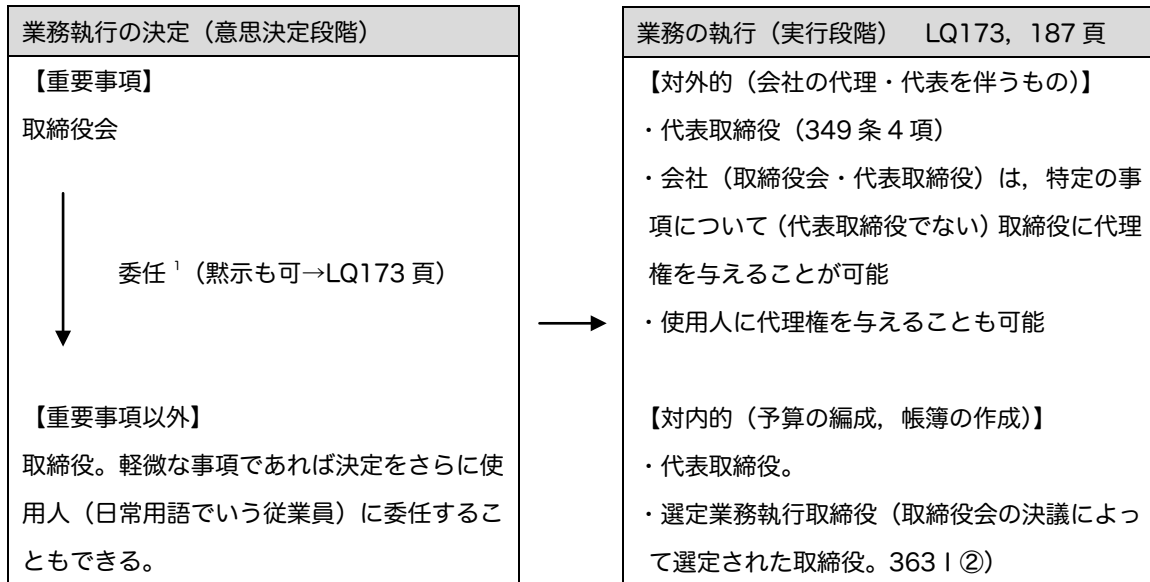 業務執行の決定（意思決定段階）
【重要事項】
取締役会
委任¹（黙示も可→LQ173 頁）
【重要事項以外】
取締役。軽微な事項であれば決定をさらに使
用人（日常用語でいう従業員）に委任するこ
ともできる。
業務の執行（実行段階） LQ173，187 頁
【対外的（会社の代理・代表を伴うもの）】
・代表取締役（349 条 4 項）
・会社（取締役会・代表取締役）は，特定の事
項について（代表取締役でない）取締役に代理
権を与えることが可能
・使用人に代理権を与えることも可能
【対内的（予算の編成，帳簿の作成）】
・代表取締役。
・選定業務執行取締役（取締役会の決議によっ
て選定された取締役。363Ⅰ②）